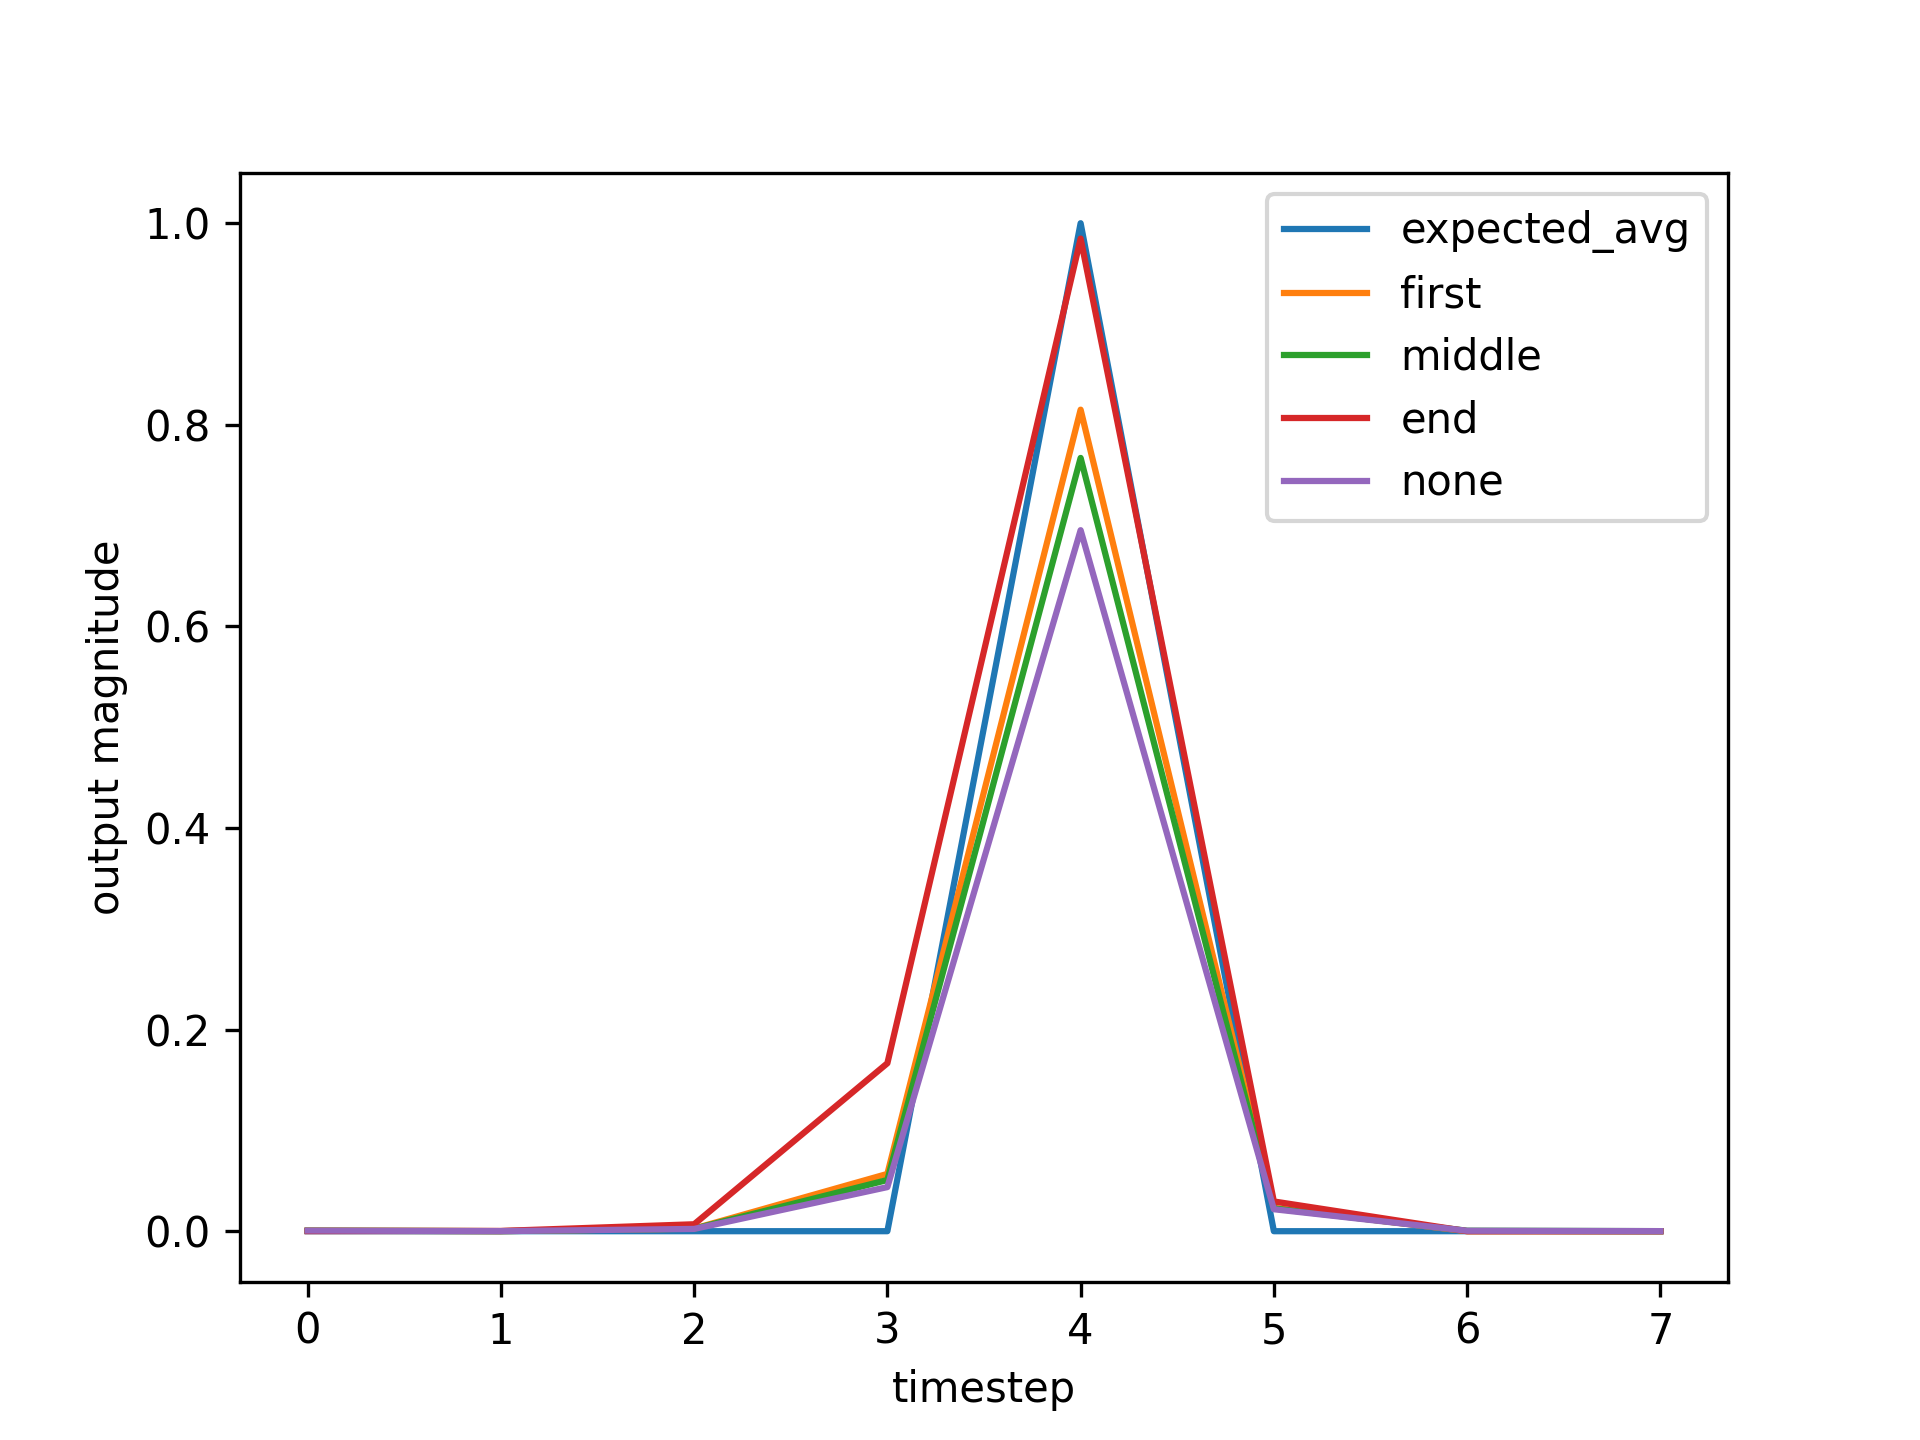 expected_avg
first
middle
end
none
output magnitude
1.0
0.8
0.6
0.4
0.2
0.0
0 1 2 3 4 5 6 7
timestep